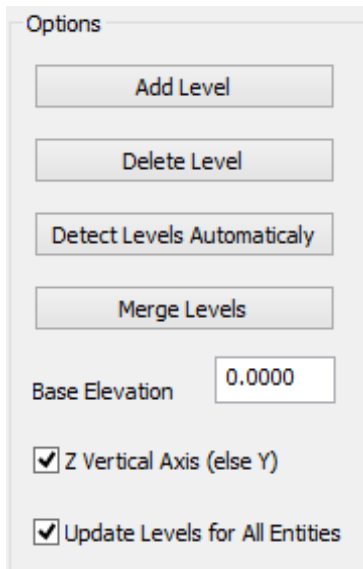 Options
Add Level
Delete Level
Detect Levels Automaticaly
Merge Levels
Base Elevation 0.0000
Z Vertical Axis (else Y)
Update Levels for All Entities